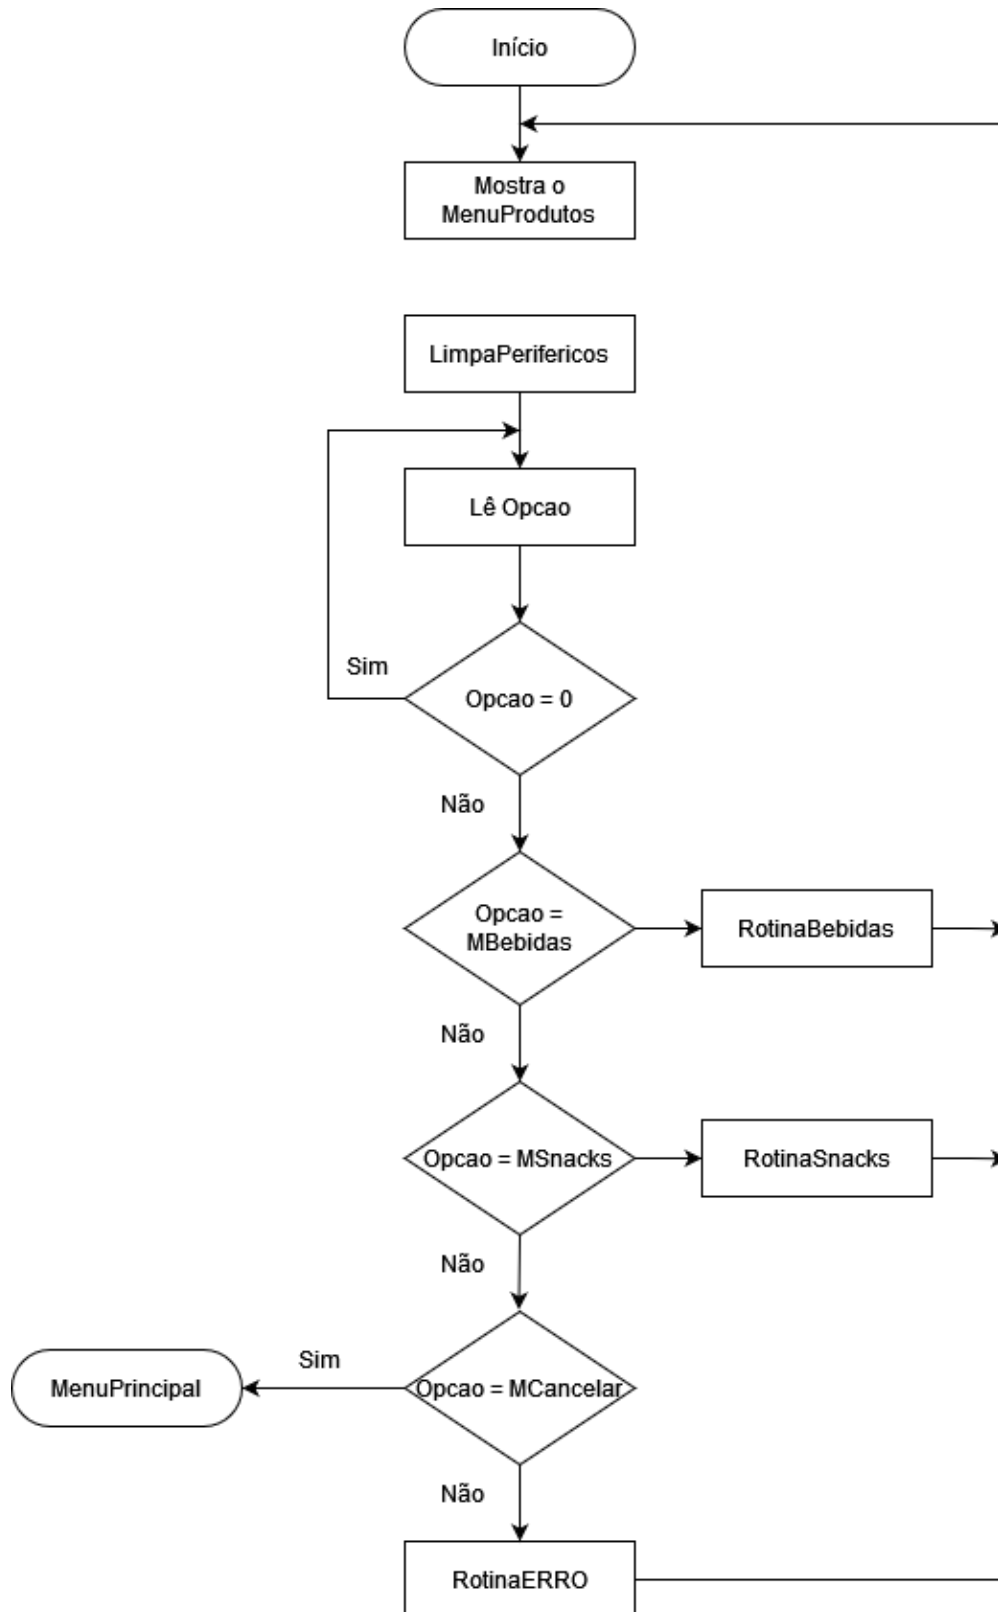 Início
Mostra o
MenuProdutos
LimpaPerifericos
Lê Opcao
Sim
Opcao = 0
Não
Opcao =
MBebidas
RotinaBebidas
Não
Opcao = MSnacks
RotinaSnacks
Não
Sim
MenuPrincipal
Opcao = MCancelar
Não
RotinaERRO